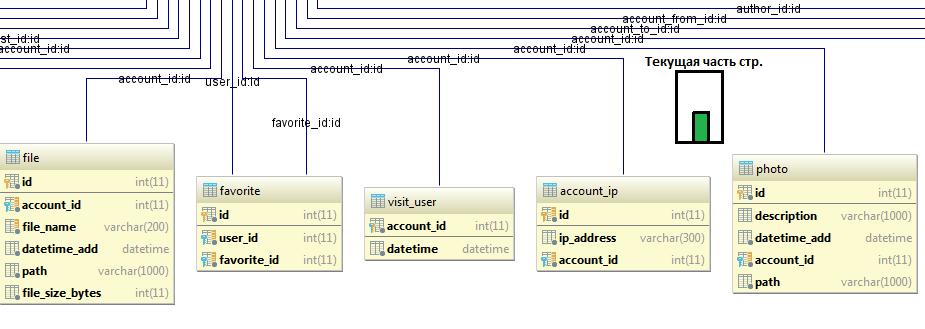 author_id:id
account_from_id:id
account_to_id:id
st_id:id
account_id:id
account_id:id
account_id:id
account_id:id
Текущая часть стр.
account_id:id
account_id:id
user_id:id
favorite_id:id
file
id int(11)
account_id int(11)
file_name varchar(200)
datetime_add datetime
path varchar(1000)
file_size_bytes int(11)
favorite
id int(11)
user_id int(11)
favorite_id int(11)
visit_user
account_id int(11)
datetime datetime
account_ip
id int(11)
ip_address varchar(300)
account_id int(11)
photo
id int(11)
description varchar(1000)
datetime_add datetime
account_id int(11)
path varchar(1000)